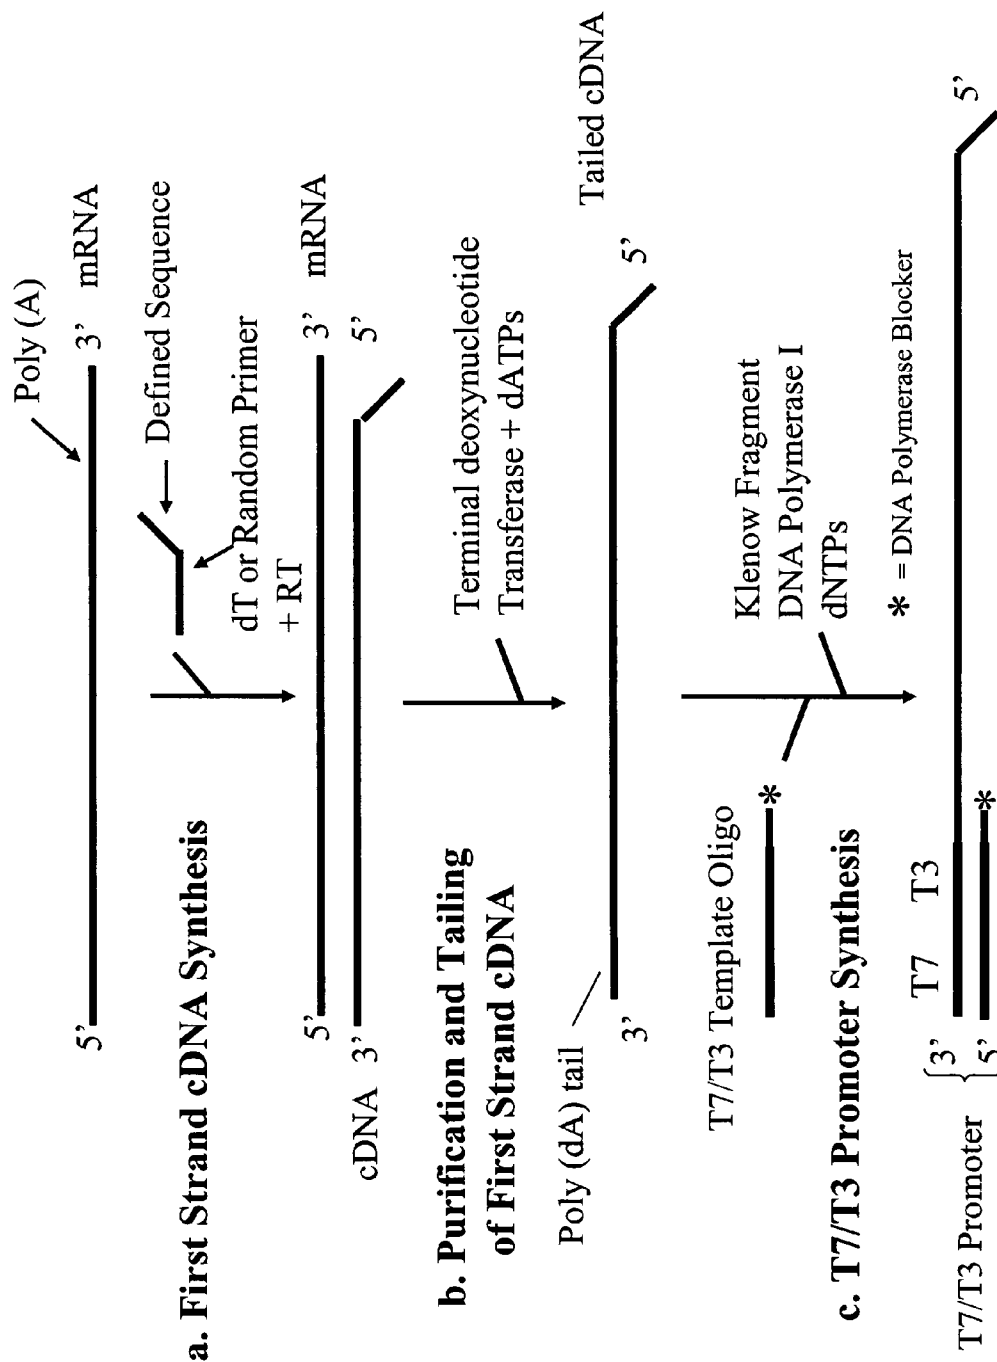 Poly (A)
5’
3’ mRNA
Defined Sequence
a. First Strand cDNA Synthesis
dT or Random Primer
+ RT
5’
3’ mRNA
cDNA 3’
5’
b. Purification and Tailing
of First Strand cDNA
Terminal deoxynucleotide
Transferase + dATPs
Poly (dA) tail
Tailed cDNA
3’
5’
T7/T3 Template Oligo
*
Klenow Fragment
DNA Polymerase I
dNTPs
c. T7/T3 Promoter Synthesis
* = DNA Polymerase Blocker
T7 T3
T7/T3 Promoter
3’
5’
5’
*